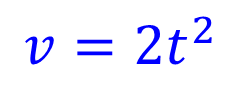 v = 2t²